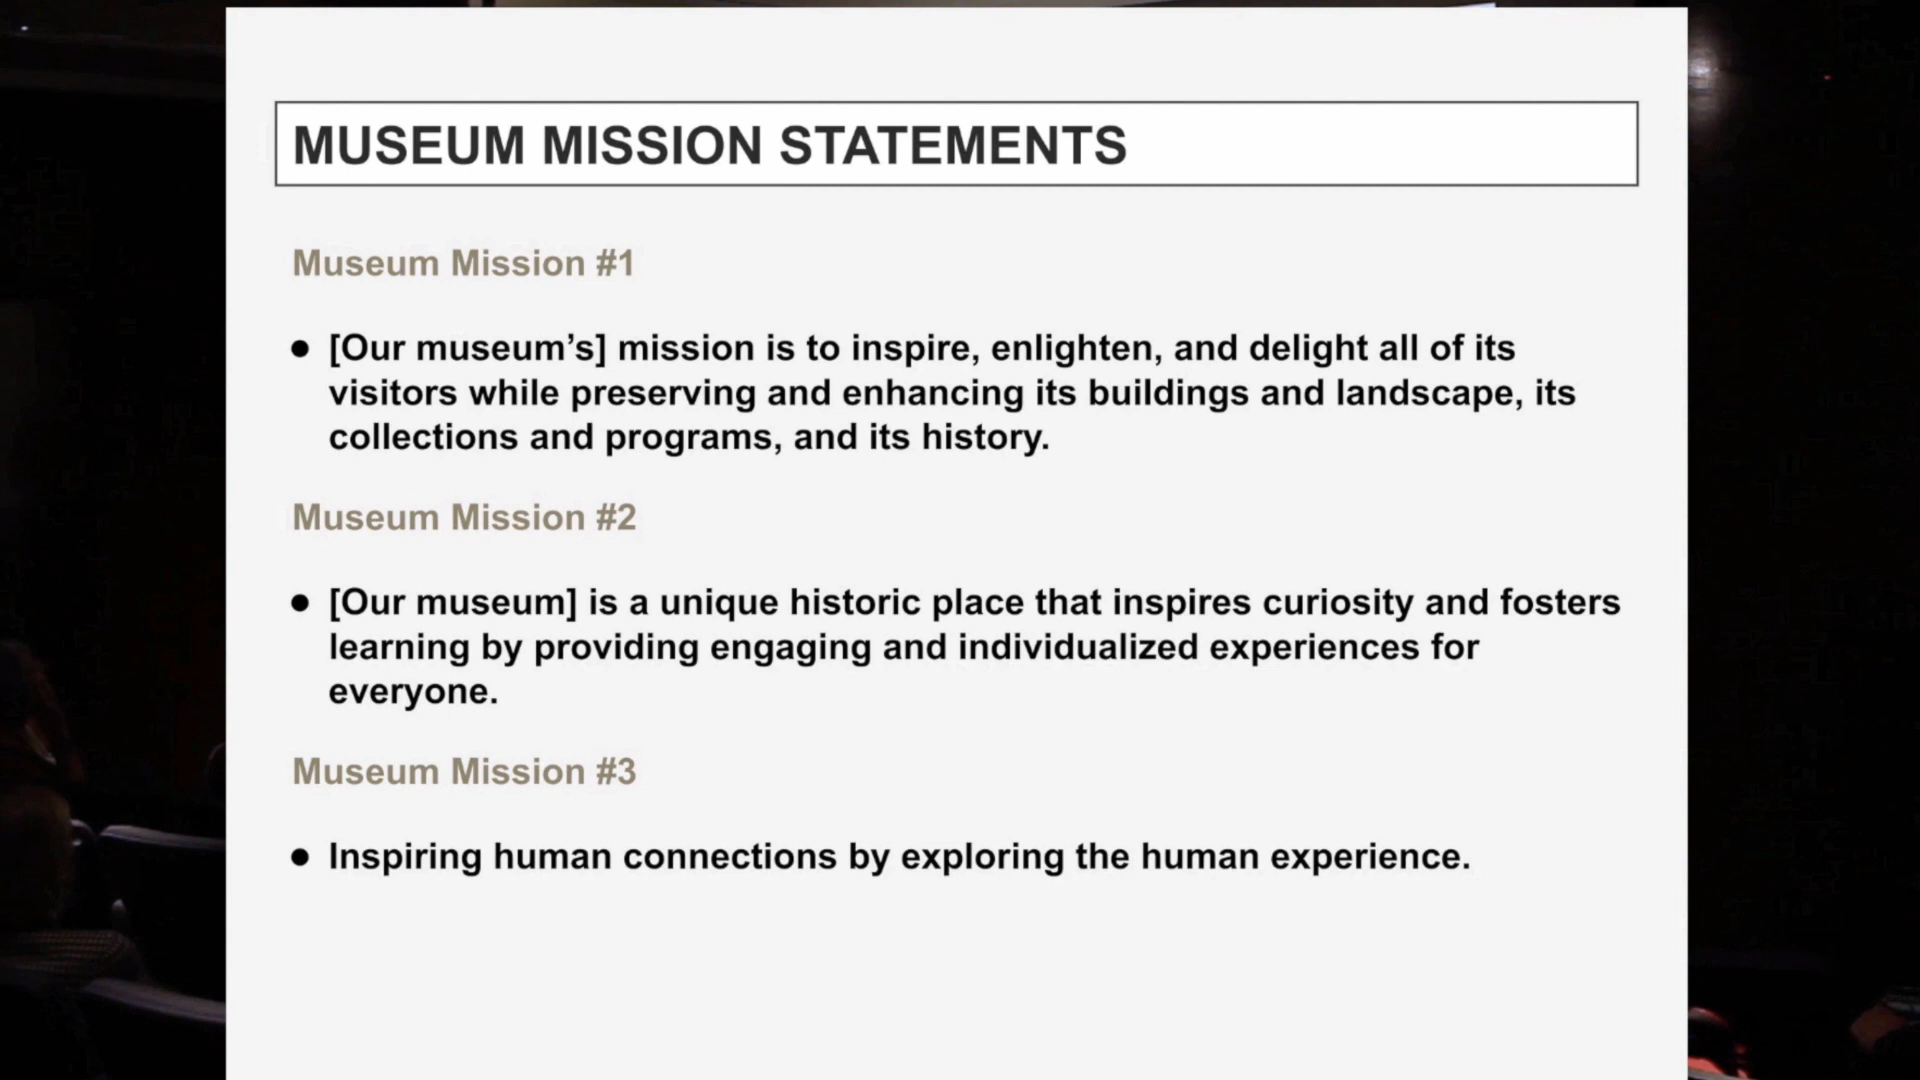 MUSEUM MISSION STATEMENTS
Museum Mission #1
● [Our museum’s] mission is to inspire, enlighten, and delight all of its
visitors while preserving and enhancing its buildings and landscape, its
collections and programs, and its history.
Museum Mission #2
● [Our museum] is a unique historic place that inspires curiosity and fosters
learning by providing engaging and individualized experiences for
everyone.
Museum Mission #3
● Inspiring human connections by exploring the human experience.